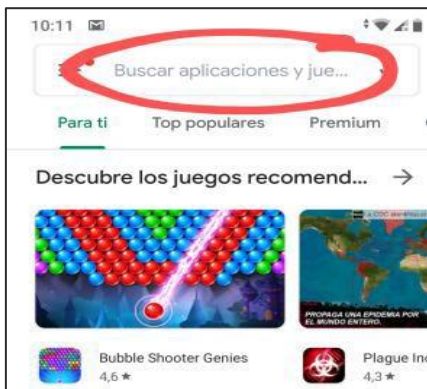 10:11
Buscar aplicaciones y jue...
Para ti Top populares Premium
Descubre los juegos recomend... →
PROPAGA UNA EPIDEMIA POR
EL MUNDO ENTERO.
Bubble Shooter Genies
4,6 ★
Plague Inc
4,3 ★